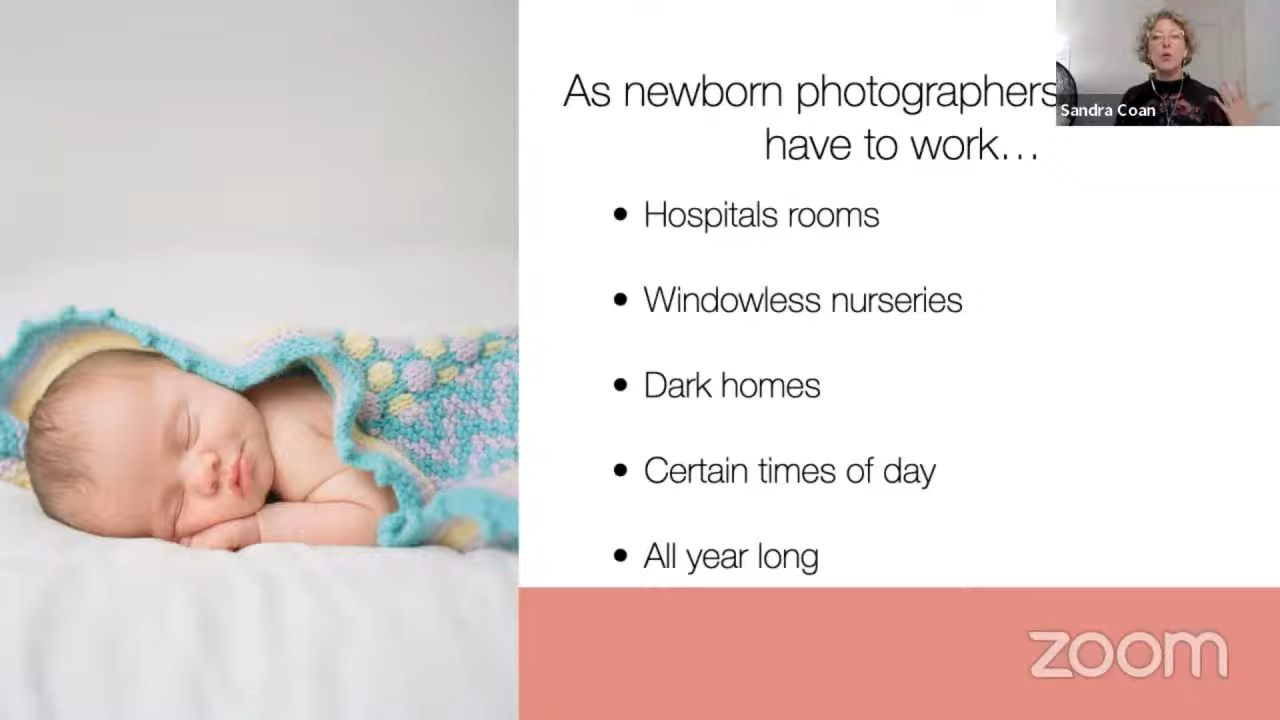 As newborn photographers
have to work…
Sandra Coan
• Hospitals rooms
• Windowless nurseries
• Dark homes
• Certain times of day
• All year long
zoom